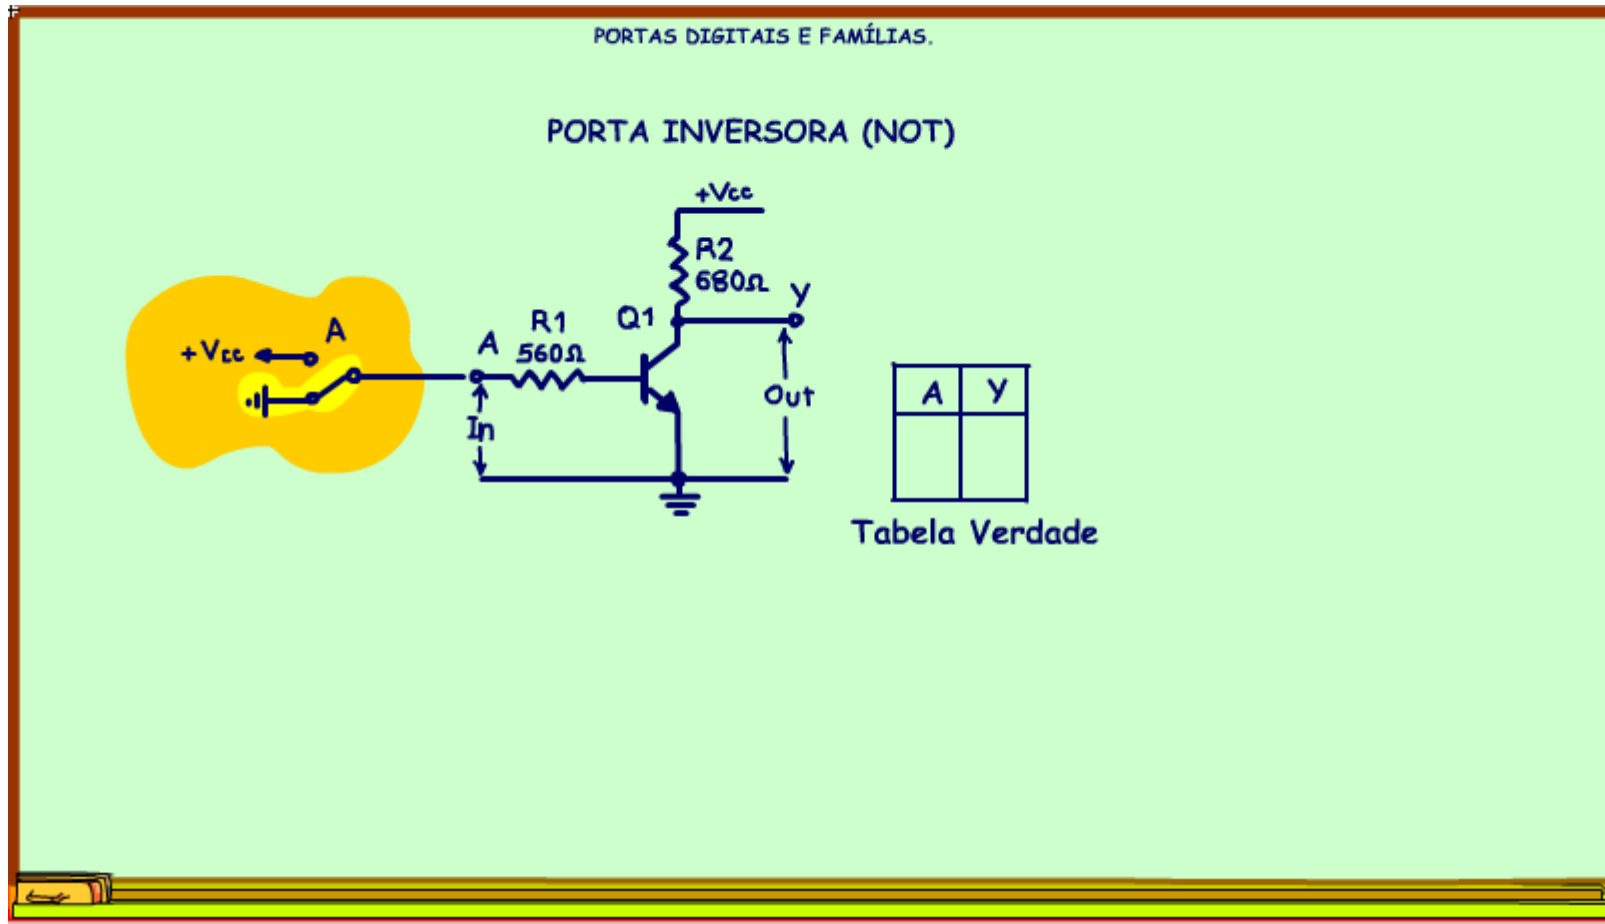 PORTAS DIGITAIS E FAMÍLIAS.
PORTA INVERSORA (NOT)
+Vcc
R2
680Ω
Y
Q1
R1
560Ω
A
A
+Vcc
In
Out
A Y
Tabela Verdade